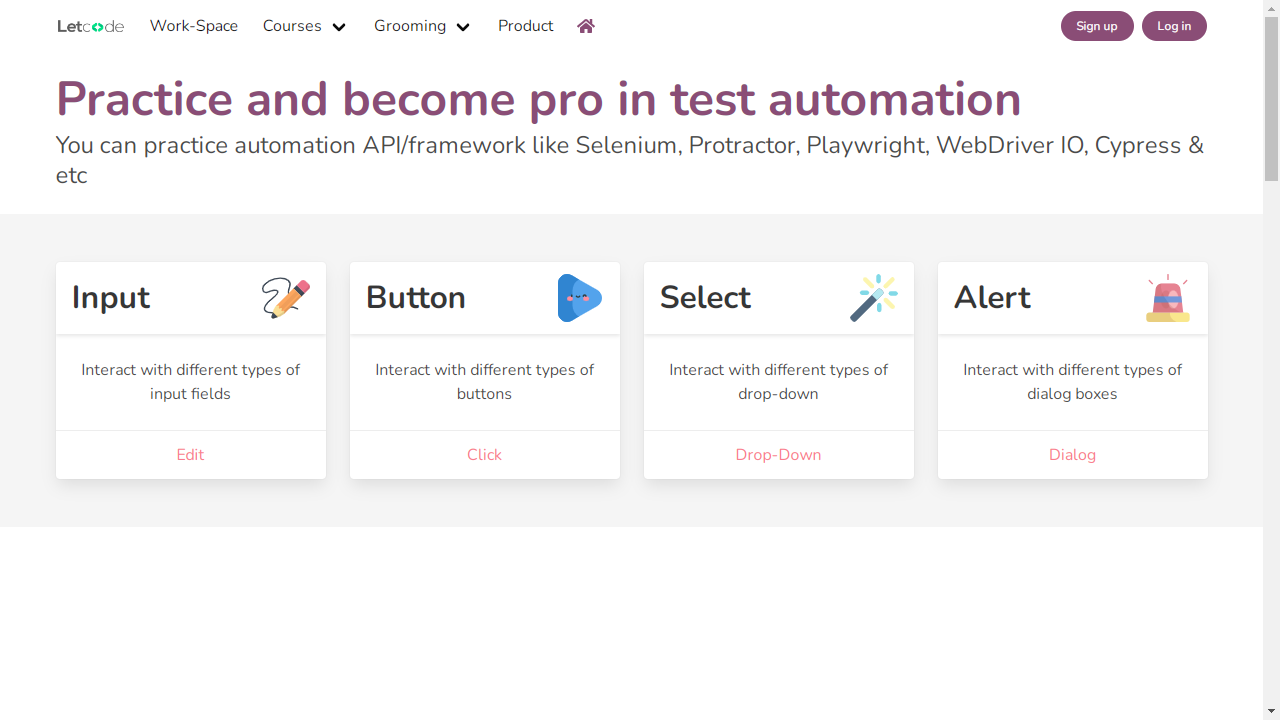 Letcode Work-Space Courses Grooming Product Sign up Log in
Practice and become pro in test automation
You can practice automation API/framework like Selenium, Protractor, Playwright, WebDriver IO, Cypress &
etc
Input
Interact with different types of
input fields
Edit
Button
Interact with different types of
buttons
Click
Select
Interact with different types of
drop-down
Drop-Down
Alert
Interact with different types of
dialog boxes
Dialog